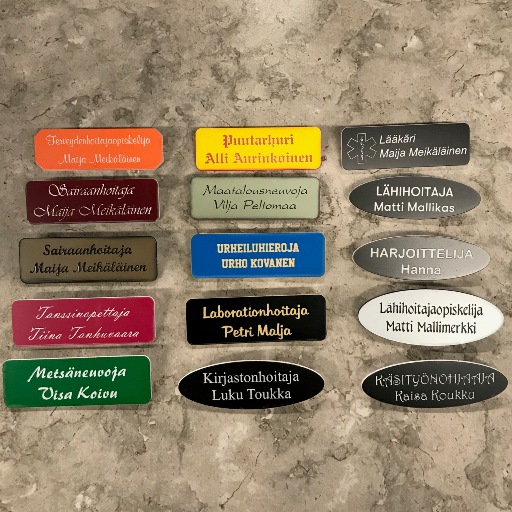 Terveydenhoitajaopiskelija
Maija Meikäläinen
Sairaanhoitaja
Maija Meikäläinen
Sairaanhoitaja
Maija Meikäläinen
Tanssinopettaja
Tiina Tanhuvaara
Metsäneuvoja
Visa Koivu
Puutarhuri
Alli Aurinkoinen
Maatalousneuvoja
Vilja Peltomaa
URHEILUHIEROJA
URHO KOVANEN
Laborationhoitaja
Petri Malja
Kirjastonhoitaja
Luku Toukka
Lääkäri
Maija Meikäläinen
LÄHIHOITAJA
Matti Mallikas
HARJOITTELIJA
Hanna
Lähihoitajaopiskelija
Matti Mallimerkki
KÄSITYÖNOHJAAJA
Kaisa Koukku